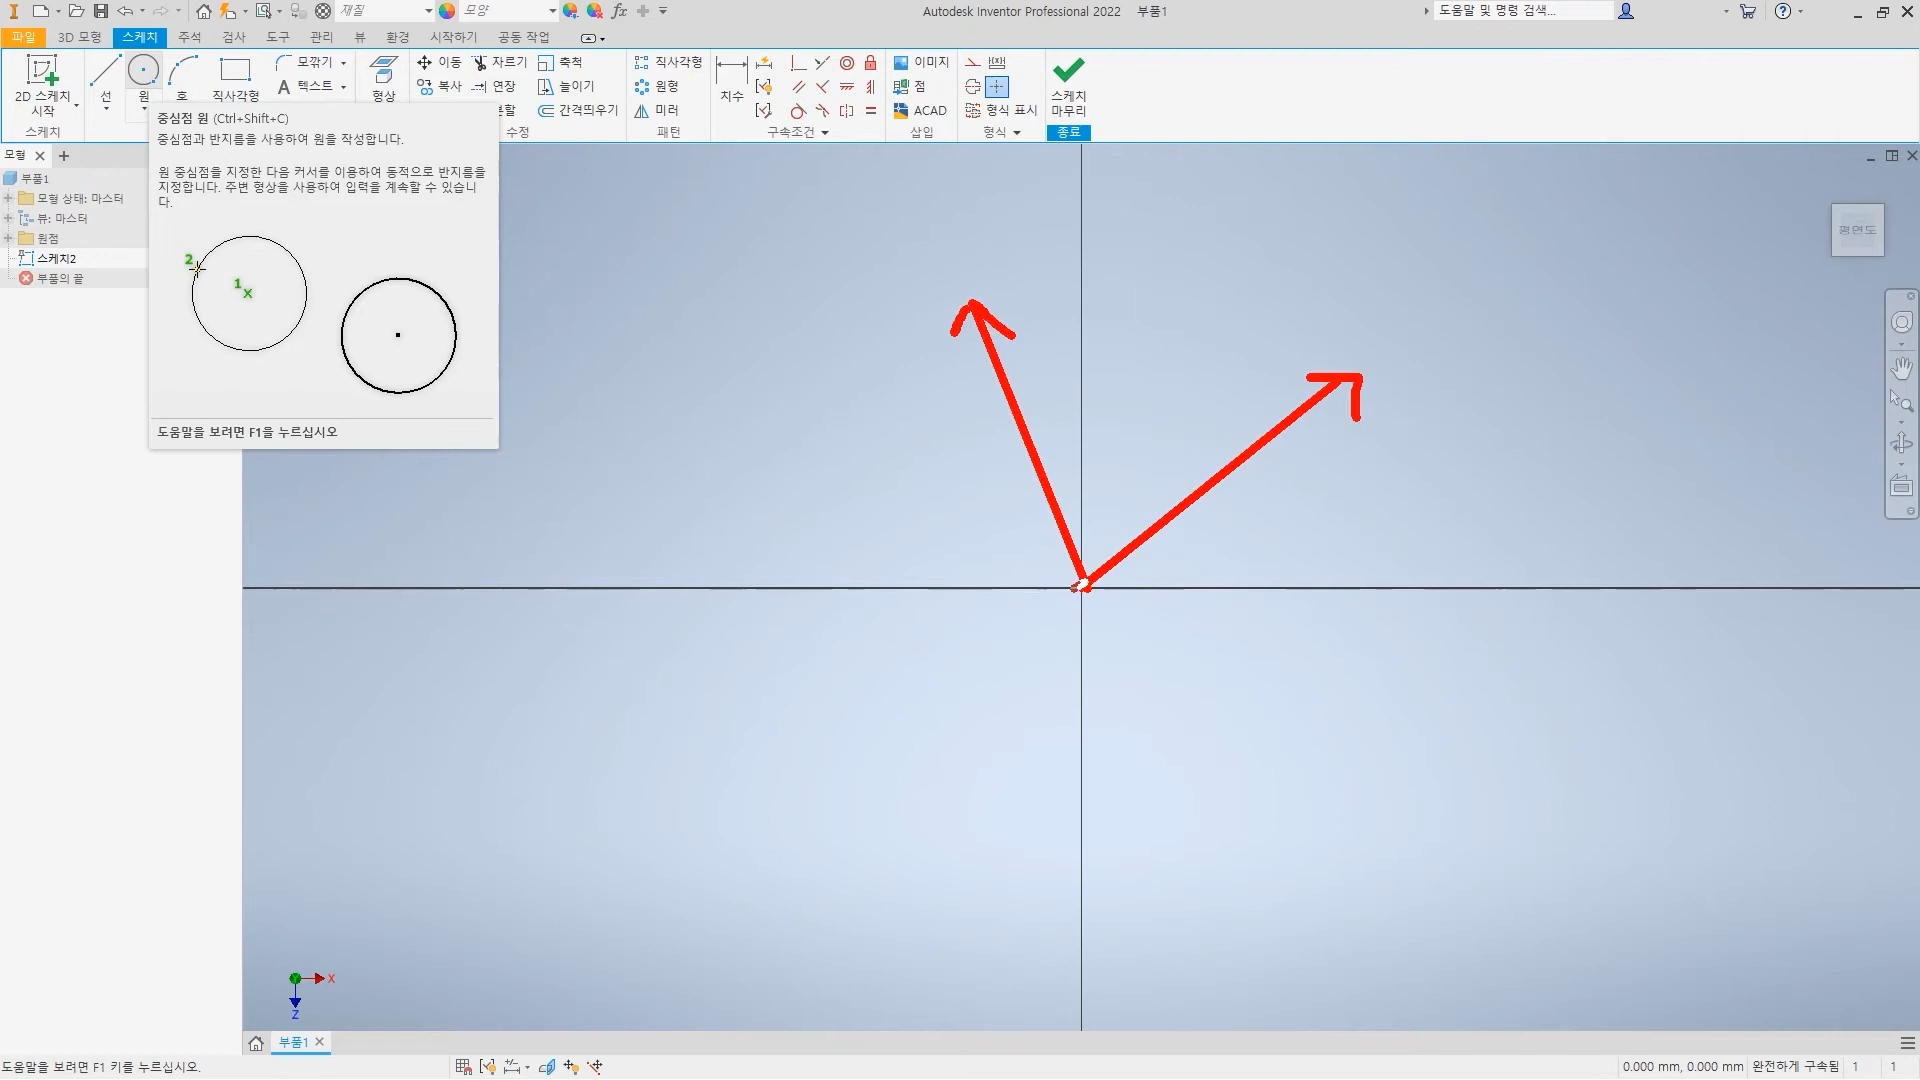 재질
모양
fx
Autodesk Inventor Professional 2022 부품1
도움말 및 명령 검색...
파일 3D 모형 스케치 주석 검사 도구 관리 뷰 환경 시작하기 공동 작업
2D 스케치
시작
선
원
호
직사각형
모깎기
A 텍스트
형상
이동 자르기 축척
복사 연장 늘이기
간격띄우기
직사각형
원형
미러
치수
이미지
점
ACAD
형식 표시
스케치
마무리
스케치
수정
패턴
구속조건
삽입
형식
종료
중심점 원 (Ctrl+Shift+C)
중심점과 반지름을 사용하여 원을 작성합니다.
원 중심점을 지정한 다음 커서를 이용하여 동적으로 반지름을
지정합니다. 주변 형상을 사용하여 입력을 계속할 수 있습니
다.
2
1
도움말을 보려면 F1을 누르십시오
모형
부품1
모형 상태: 마스터
뷰: 마스터
원점
스케치2
부품의 끝
평면도
X
Z
부품1
도움말을 보려면 F1 키를 누르십시오.
0.000 mm, 0.000 mm 완전하게 구속됨 1 1